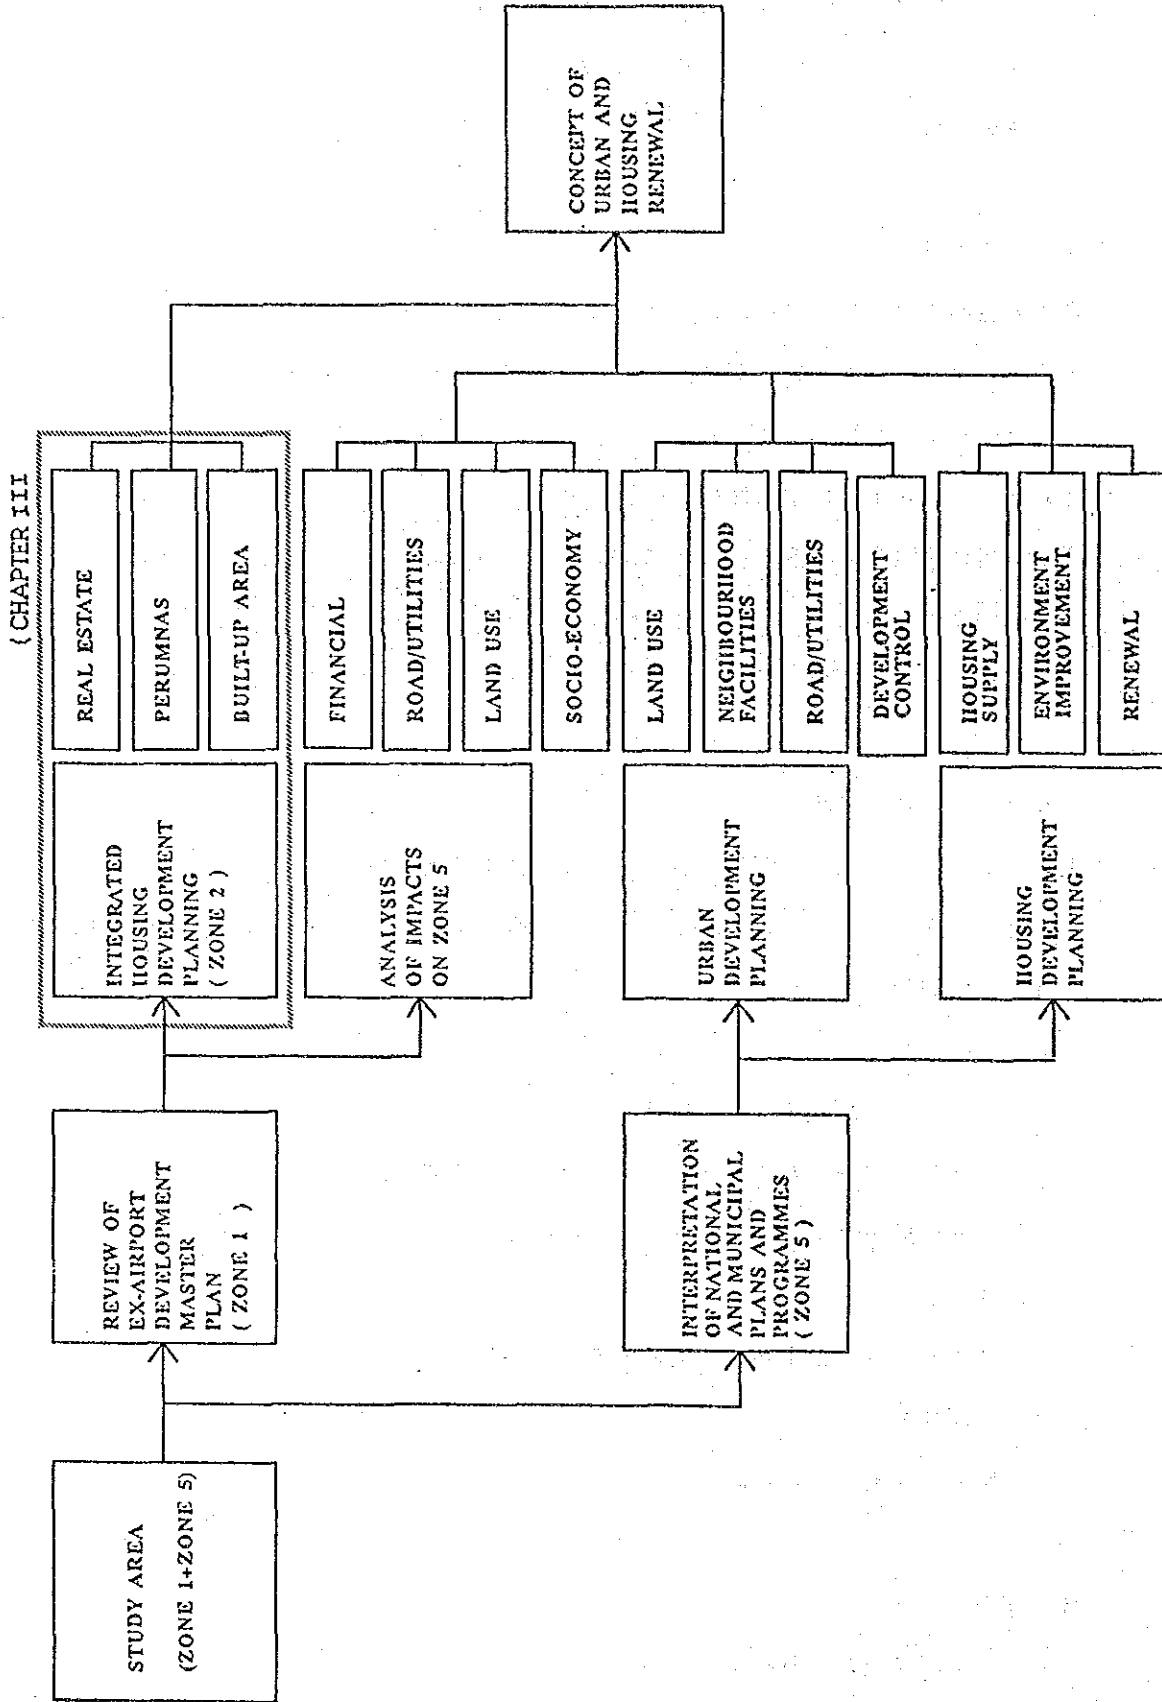 (CHAPTER III
STUDY AREA
(ZONE 1+ZONE 5)
REVIEW OF
EX-AIRPORT
DEVELOPMENT
MASTER
PLAN
( ZONE 1 )
INTERPRETATION
OF NATIONAL
AND MUNICIPAL
PLANS AND
PROGRAMMES
( ZONE 5 )
INTEGRATED
HOUSING
DEVELOPMENT
PLANNING
( ZONE 2 )
ANALYSIS
OF IMPACTS
ON ZONE 5
URBAN
DEVELOPMENT
PLANNING
HOUSING
DEVELOPMENT
PLANNING
REAL ESTATE
PERUMNAS
BUILT-UP AREA
FINANCIAL
ROAD/UTILITIES
LAND USE
SOCIO-ECONOMY
LAND USE
NEIGHBOURHOOD
FACILITIES
ROAD/UTILITIES
DEVELOPMENT
CONTROL
HOUSING
SUPPLY
ENVIRONMENT
IMPROVEMENT
RENEWAL
CONCEPT OF
URBAN AND
HOUSING
RENEWAL